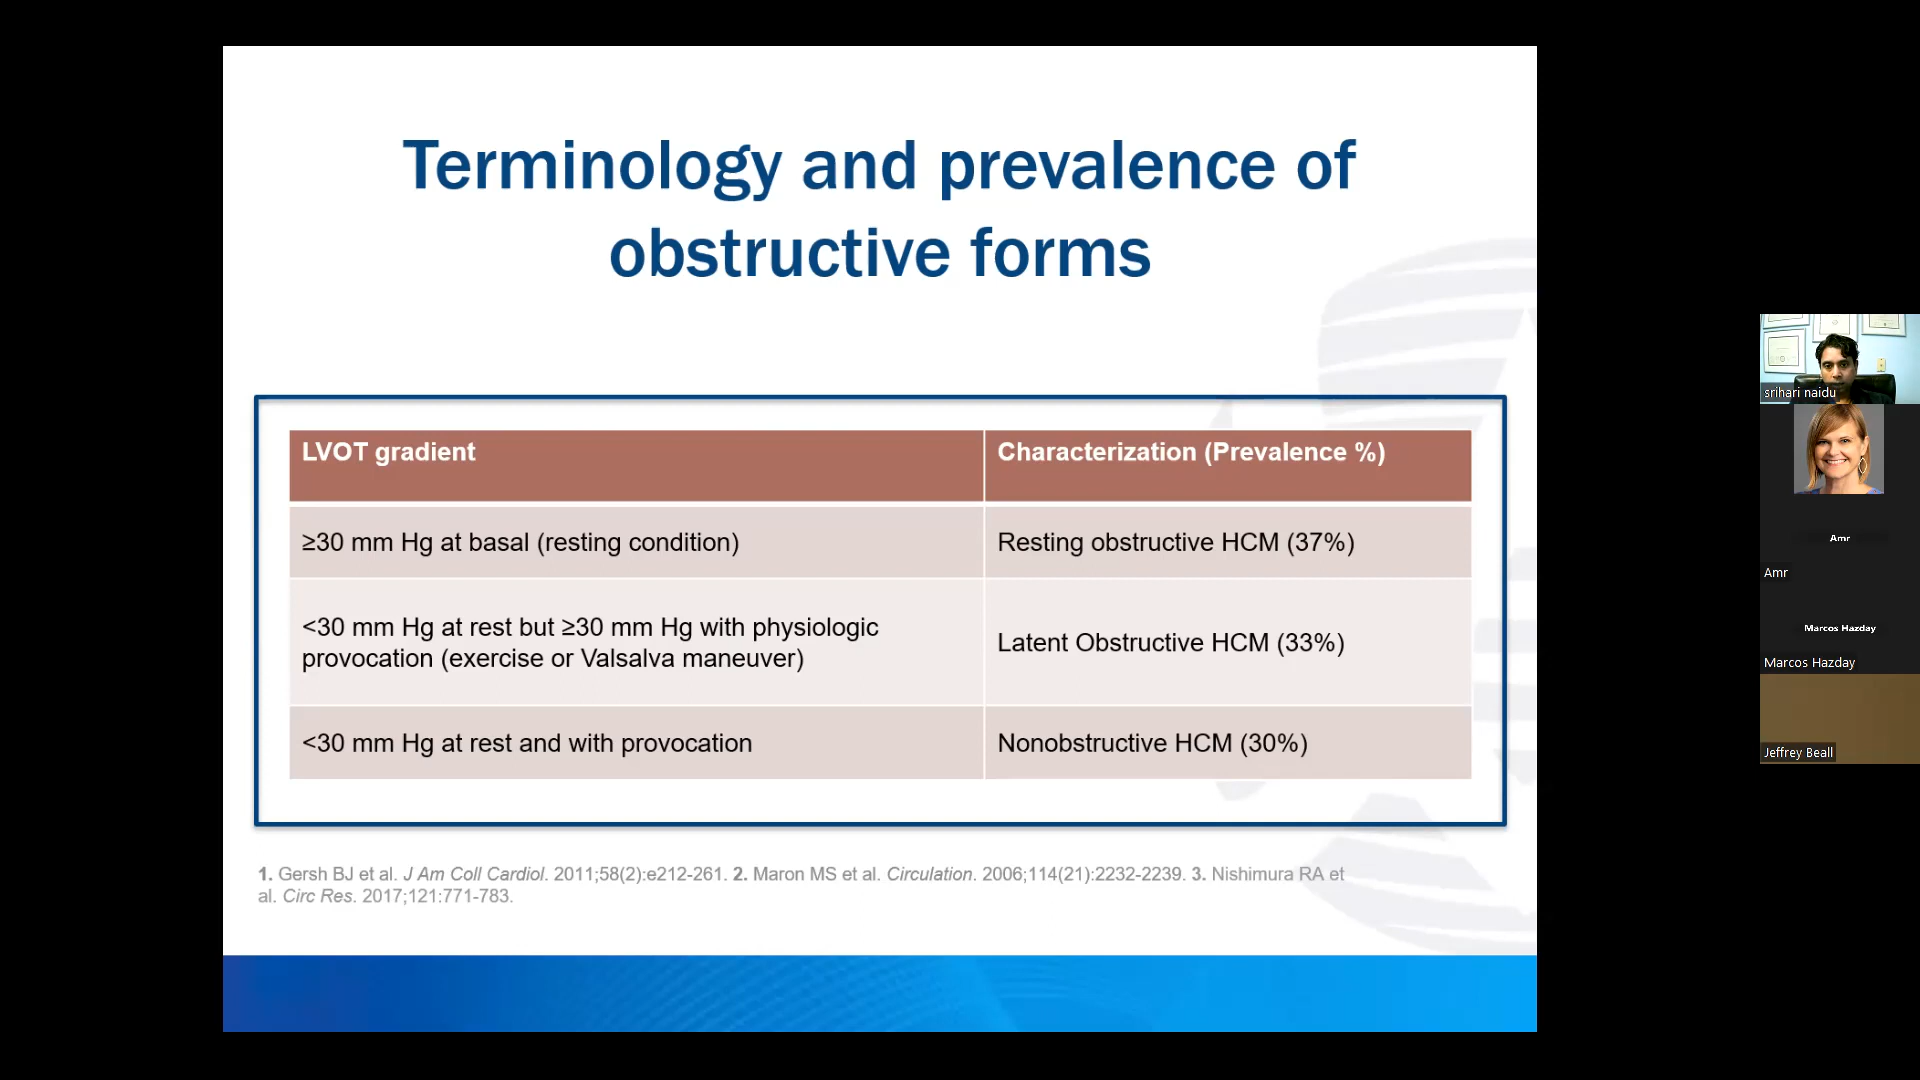 Terminology and prevalence of
obstructive forms
LVOT gradient
Characterization (Prevalence %)
≥30 mm Hg at basal (resting condition)
Resting obstructive HCM (37%)
<30 mm Hg at rest but ≥30 mm Hg with physiologic
provocation (exercise or Valsalva maneuver)
Latent Obstructive HCM (33%)
<30 mm Hg at rest and with provocation
Nonobstructive HCM (30%)
1. Gersh BJ et al. J Am Coll Cardiol. 2011;58(2):e212-261. 2. Maron MS et al. Circulation. 2006;114(21):2232-2239. 3. Nishimura RA et
al. Circ Res. 2017;121:771-783.
srihari naidu
Amr
Amr
Marcos Hazday
Marcos Hazday
Jeffrey Beall